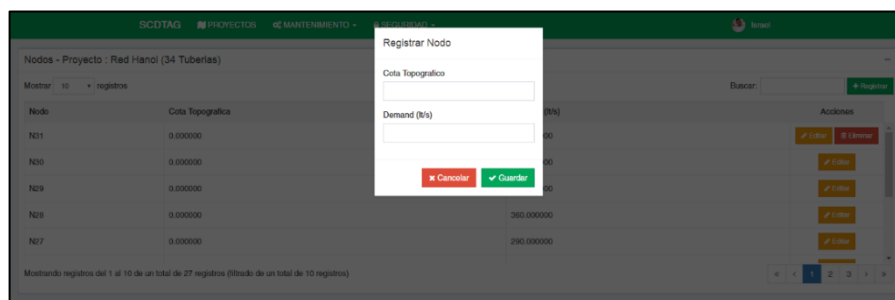 SCDTAG PROYECTOS MANTENIMIENTO SEGURIDAD Ismael
Registrar Nodo
Nodos - Proyecto : Red Hanoi (34 Tuberías)
Cota Topografico
Mostrar 10 registros Buscar: Registrar
Demand (lt/s)
Nodo Cota Topografica (lt/s) Acciones
N31 0.000000 Editar Eliminar
N30 0.000000 Editar
Cancelar Guardar
N29 0.000000 Editar
N28 0.000000 360.000000 Editar
N27 0.000000 290.000000 Editar
Mostrando registros del 1 al 10 de un total de 27 registros (filtrado de un total de 10 registros) « ‹ 1 2 3 › »